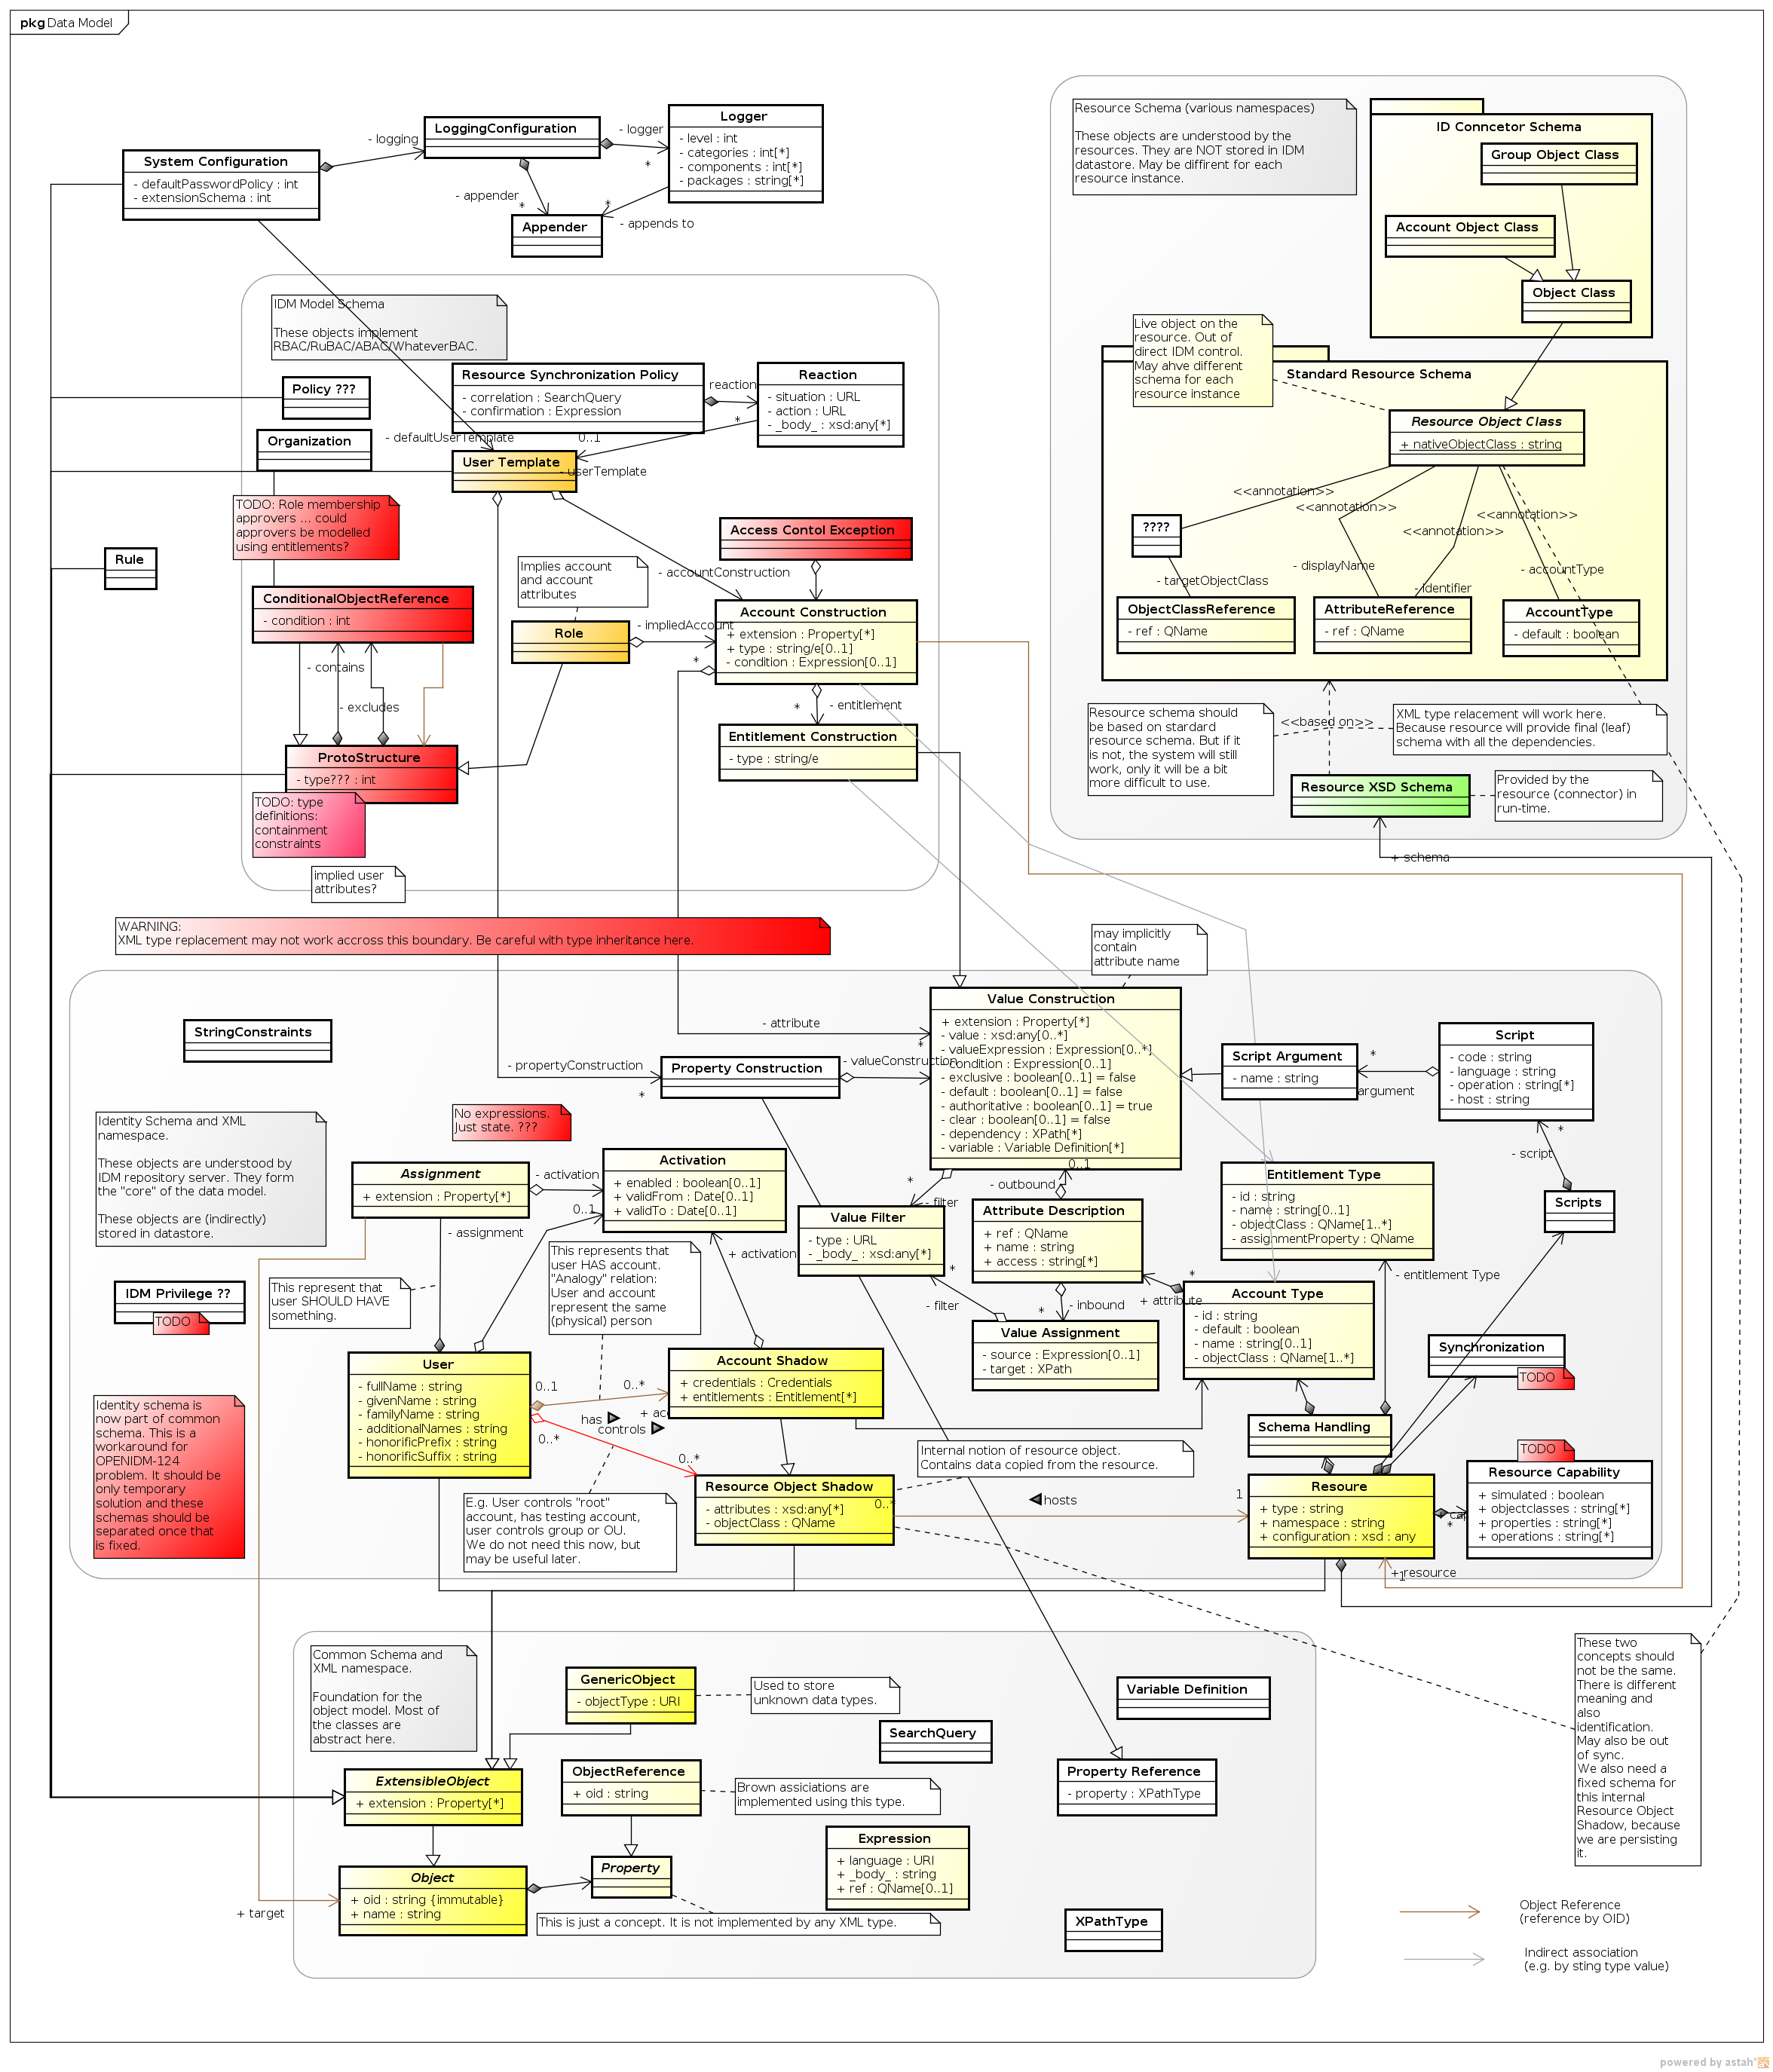 pkg Data Model
System Configuration
- defaultPasswordPolicy : int
- extensionSchema : int
- logging
LoggingConfiguration
- logger
*
- appender
*
Logger
- level : int
- categories : int[*]
- components : int[*]
- packages : string[*]
*
- appends to
Appender
Resource Schema (various namespaces)
These objects are understood by the
resources. They are NOT stored in IDM
datastore. May be diffirent for each
resource instance.
ID Conncetor Schema
Group Object Class
Account Object Class
Object Class
IDM Model Schema
These objects implement
RBAC/RuBAC/ABAC/WhateverBAC.
Live object on the
resource. Out of
direct IDM control.
May ahve different
schema for each
resource instance
Standard Resource Schema
Resource Object Class
+ nativeObjectClass : string
Policy ???
Resource Synchronization Policy
- correlation : SearchQuery
- confirmation : Expression
reaction
*
Reaction
- situation : URL
- action : URL
- _body_ : xsd:any[*]
Organization
- defaultUserTemplate
0..1
User Template
- userTemplate
<<annotation>>
<<annotation>>
<<annotation>>
<<annotation>>
TODO: Role membership
approvers ... could
approvers be modelled
using entitlements?
Access Contol Exception
????
Rule
Implies account
and account
attributes
- accountConstruction
- targetObjectClass
- displayName
- identifier
- accountType
ConditionalObjectReference
- condition : int
Role
- impliedAccount
*
Account Construction
+ extension : Property[*]
+ type : string/e[0..1]
- condition : Expression[0..1]
ObjectClassReference
- ref : QName
AttributeReference
- ref : QName
AccountType
- default : boolean
- contains
- excludes
- entitlement
*
Entitlement Construction
- type : string/e
ProtoStructure
- type??? : int
TODO: type
definitions:
containment
constraints
implied user
attributes?
Resource schema should
be based on stardard
resource schema. But if it
is not, the system will still
work, only it will be a bit
more difficult to use.
<<based on>>
XML type relacement will work here.
Because resource will provide final (leaf)
schema with all the dependencies.
Resource XSD Schema
Provided by the
resource (connector) in
run-time.
+ schema
WARNING:
XML type replacement may not work accross this boundary. Be careful with type inheritance here.
may implicitly
contain
attribute name
StringConstraints
- attribute
*
- propertyConstruction
*
Property Construction
- valueConstruction
Value Construction
+ extension : Property[*]
- value : xsd:any[0..*]
- valueExpression : Expression[0..*]
- condition : Expression[0..1]
- exclusive : boolean[0..1] = false
- default : boolean[0..1] = false
- authoritative : boolean[0..1] = true
- clear : boolean[0..1] = false
- dependency : XPath[*]
- variable : Variable Definition[*]
Script Argument
- name : string
*
argument
Script
- code : string
- language : string
- operation : string[*]
- host : string
Identity Schema and XML
namespace.
These objects are understood by
IDM repository server. They form
the "core" of the data model.
These objects are (indirectly)
stored in datastore.
No expressions.
Just state. ???
Assignment
+ extension : Property[*]
- activation
0..1
Activation
+ enabled : boolean[0..1]
+ validFrom : Date[0..1]
+ validTo : Date[0..1]
- assignment
+ activation
*
- filter
Value Filter
- type : URL
- _body_ : xsd:any[*]
- outbound
0..1
Attribute Description
+ ref : QName
+ name : string
+ access : string[*]
Entitlement Type
- id : string
- name : string[0..1]
- objectClass : QName[1..*]
- assignmentProperty : QName
*
- script
Scripts
IDM Privilege ??
TODO
This represent that
user SHOULD HAVE
something.
This represents that
user HAS account.
"Analogy" relation:
User and account
represent the same
(physical) person
*
- filter
*
- inbound
*
+ attribute
- entitlement Type
Account Type
- id : string
- default : boolean
- name : string[0..1]
- objectClass : QName[1..*]
Value Assignment
- source : Expression[0..1]
- target : XPath
Synchronization
TODO
User
- fullName : string
- givenName : string
- familyName : string
- additionalNames : string
- honorificPrefix : string
- honorificSuffix : string
0..1
0..*
has
+ acc
controls
0..*
0..*
Account Shadow
+ credentials : Credentials
+ entitlements : Entitlement[*]
Identity schema is
now part of common
schema. This is a
workaround for
OPENIDM-124
problem. It should be
only temporary
solution and these
schemas should be
separated once that
is fixed.
Schema Handling
Internal notion of resource object.
Contains data copied from the resource.
TODO
Resource Object Shadow
- attributes : xsd:any[*]
- objectClass : QName
0..*
hosts
1
Resoure
+ type : string
+ namespace : string
+ configuration : xsd : any
cap
*
Resource Capability
+ simulated : boolean
+ objectclasses : string[*]
+ properties : string[*]
+ operations : string[*]
E.g. User controls "root"
account, has testing account,
user controls group or OU.
We do not need this now, but
may be useful later.
+ resource
1
Common Schema and
XML namespace.
Foundation for the
object model. Most of
the classes are
abstract here.
GenericObject
- objectType : URI
Used to store
unknown data types.
Variable Definition
SearchQuery
These two
concepts should
not be the same.
There is different
meaning and
also
identification.
May also be out
of sync.
We also need a
fixed schema for
this internal
Resource Object
Shadow, because
we are persisting
it.
ExtensibleObject
+ extension : Property[*]
ObjectReference
+ oid : string
Brown assiciations are
implemented using this type.
Property Reference
- property : XPathType
Expression
+ language : URI
+ _body_ : string
+ ref : QName[0..1]
Object
+ oid : string {immutable}
+ name : string
+ target
Property
This is just a concept. It is not implemented by any XML type.
XPathType
Object Reference
(reference by OID)
Indirect association
(e.g. by sting type value)
powered by astah*